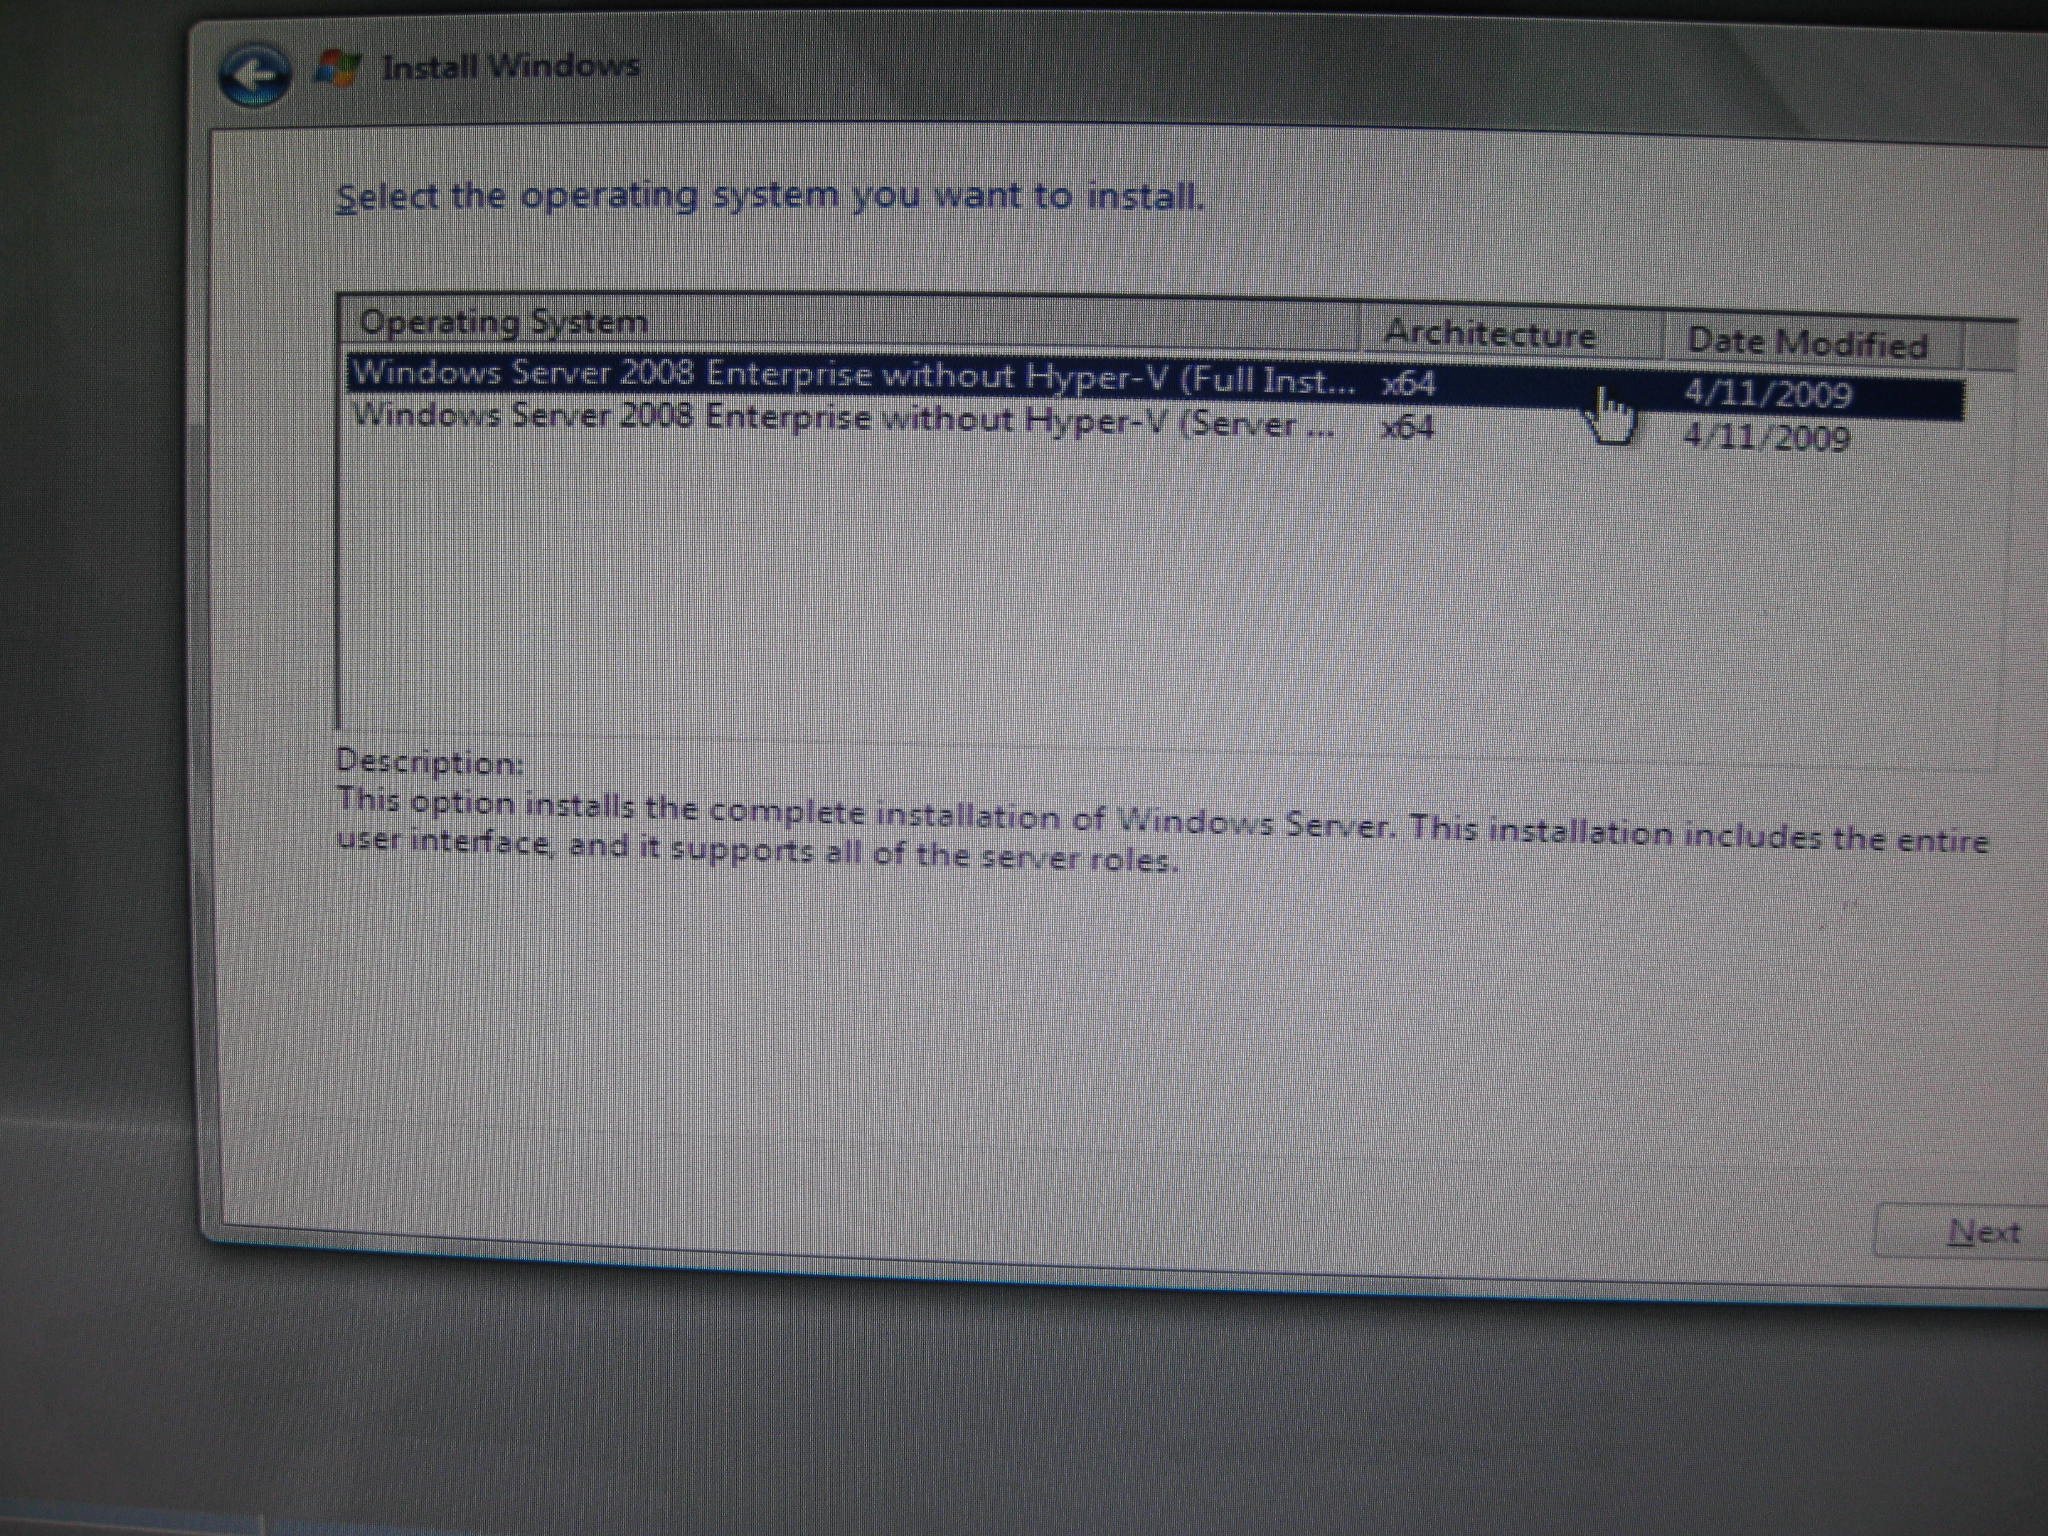 Install Windows
Select the operating system you want to install.
Operating System Architecture Date Modified
Windows Server 2008 Enterprise without Hyper-V (Full Inst... x64 4/11/2009
Windows Server 2008 Enterprise without Hyper-V (Server ... x64 4/11/2009
Description:
This option installs the complete installation of Windows Server. This installation includes the entire
user interface, and it supports all of the server roles.
Next